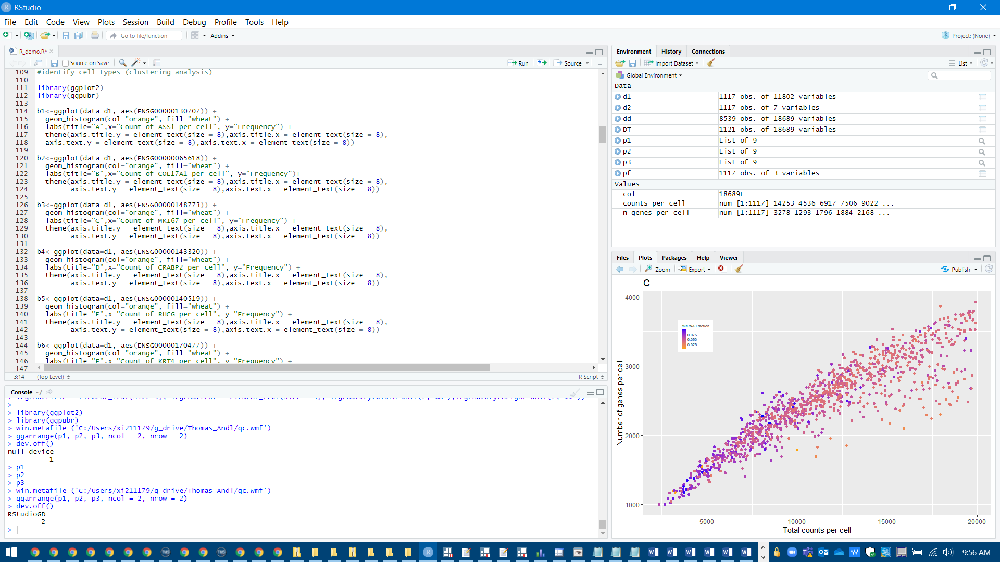 RStudio
File Edit Code View Plots Session Build Debug Profile Tools Help
Go to file/function Addins Project: (None)
R_demo.R*
Source on Save Run Source
109 #identify cell types (clustering analysis)
110
111 library(ggplot2)
112 library(ggpubr)
113
114 b1<-ggplot(data=d1, aes(ENSG00000130707)) +
115 geom_histogram(col="orange", fill="wheat") +
116 labs(title="A",x="Count of ASS1 per cell", y="Frequency") +
117 theme(axis.title.y = element_text(size = 8),axis.title.x = element_text(size = 8),
118 axis.text.y = element_text(size = 8),axis.text.x = element_text(size = 8))
119
120 b2<-ggplot(data=d1, aes(ENSG00000065618)) +
121 geom_histogram(col="orange", fill="wheat") +
122 labs(title="B",x="Count of COL17A1 per cell", y="Frequency")+
123 theme(axis.title.y = element_text(size = 8),axis.title.x = element_text(size = 8),
124 axis.text.y = element_text(size = 8),axis.text.x = element_text(size = 8))
125
126 b3<-ggplot(data=d1, aes(ENSG00000148773)) +
127 geom_histogram(col="orange", fill="wheat") +
128 labs(title="C",x="Count of MKI67 per cell", y="Frequency") +
129 theme(axis.title.y = element_text(size = 8),axis.title.x = element_text(size = 8),
130 axis.text.y = element_text(size = 8),axis.text.x = element_text(size = 8))
131
132 b4<-ggplot(data=d1, aes(ENSG00000143320)) +
133 geom_histogram(col="orange", fill="wheat") +
134 labs(title="D",x="Count of CRABP2 per cell", y="Frequency") +
135 theme(axis.title.y = element_text(size = 8),axis.title.x = element_text(size = 8),
136 axis.text.y = element_text(size = 8),axis.text.x = element_text(size = 8))
137
138 b5<-ggplot(data=d1, aes(ENSG00000140519)) +
139 geom_histogram(col="orange", fill="wheat") +
140 labs(title="E",x="Count of RHCG per cell", y="Frequency") +
141 theme(axis.title.y = element_text(size = 8),axis.title.x = element_text(size = 8),
142 axis.text.y = element_text(size = 8),axis.text.x = element_text(size = 8))
143
144 b6<-ggplot(data=d1, aes(ENSG00000170477)) +
145 geom_histogram(col="orange", fill="wheat") +
146 labs(title="F",x="Count of KRT4 per cell", y="Frequency") +
147
3:14 (Top Level) R Script
Console ~/
>
> library(ggplot2)
> library(ggpubr)
> win.metafile ('C:/Users/xi211179/g_drive/Thomas_Andl/qc.wmf')
> ggarrange(p1, p2, p3, ncol = 2, nrow = 2)
> dev.off()
null device
1
> p1
> p2
> p3
> win.metafile ('C:/Users/xi211179/g_drive/Thomas_Andl/qc.wmf')
> ggarrange(p1, p2, p3, ncol = 2, nrow = 2)
> dev.off()
RStudioGD
2
>
Environment History Connections
Import Dataset List
Global Environment
Data
d1 1117 obs. of 11802 variables
d2 1117 obs. of 7 variables
dd 8539 obs. of 18689 variables
DT 1121 obs. of 18689 variables
p1 List of 9
p2 List of 9
p3 List of 9
pf 1117 obs. of 3 variables
Values
col 18689L
counts_per_cell num [1:1117] 14253 4536 6917 7506 9022 ...
n_genes_per_cell num [1:1117] 3278 1293 1796 1884 2168 ...
Files Plots Packages Help Viewer
Zoom Export Publish
C
4000
3000
2000
1000
Number of genes per cell
mitRNA Fraction
0.075
0.050
0.025
5000 10000 15000 20000
Total counts per cell
9:56 AM